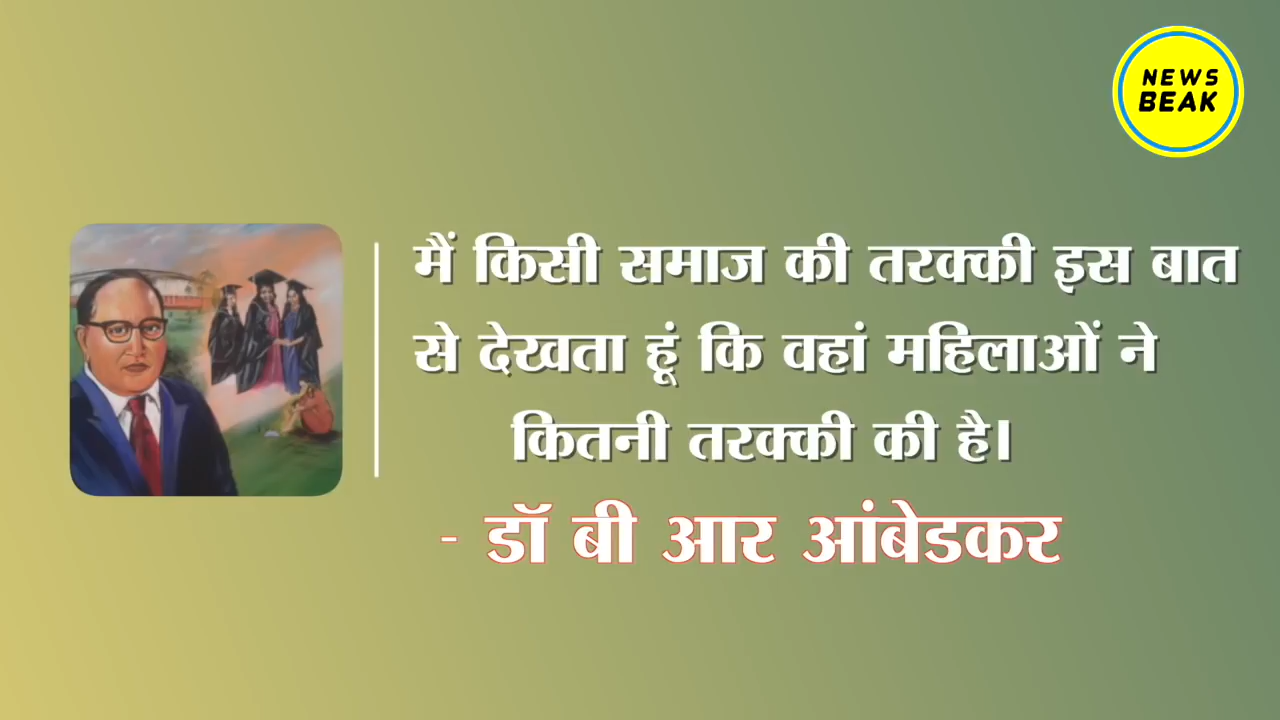 NEWS
BEAK
मैं किसी समाज की तरक्की इस बात
से देखता हूं कि वहां महिलाओं ने
कितनी तरक्की की है।
- डॉ बी आर आंबेडकर